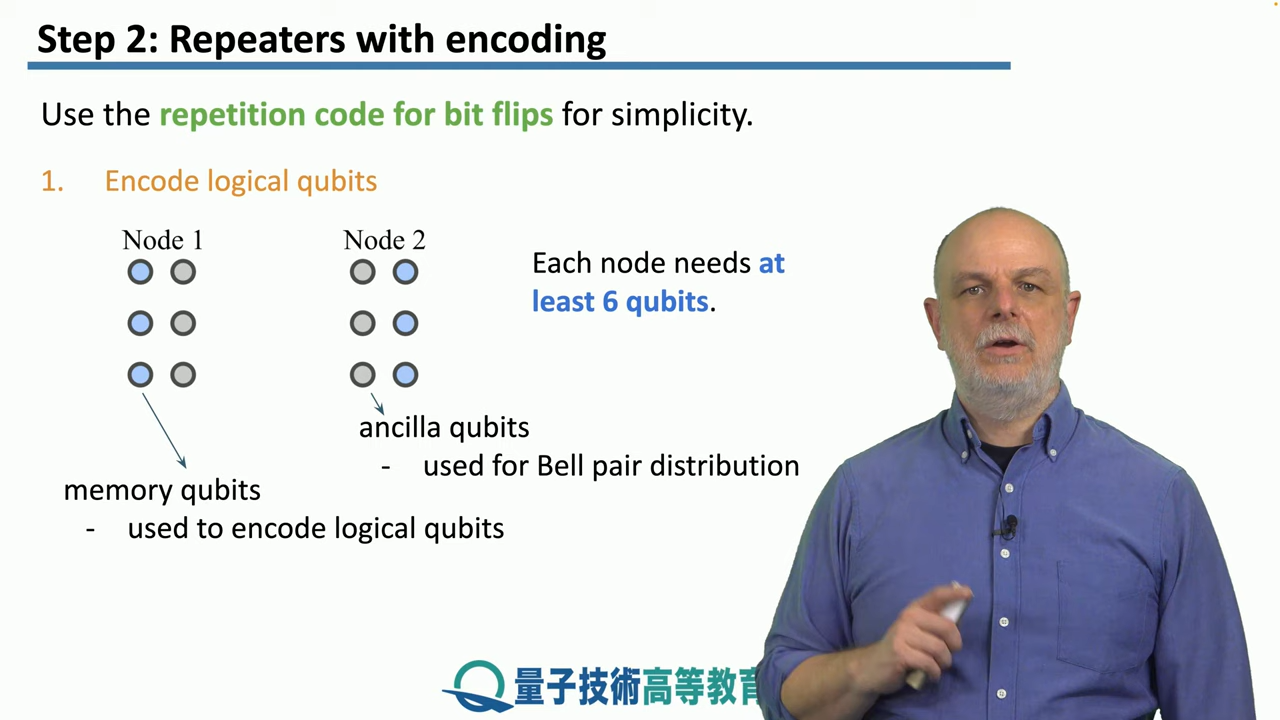 Step 2: Repeaters with encoding
Use the repetition code for bit flips for simplicity.
1. Encode logical qubits
Node 1 Node 2
Each node needs at
least 6 qubits.
ancilla qubits
- used for Bell pair distribution
memory qubits
- used to encode logical qubits
量子技術高等教育